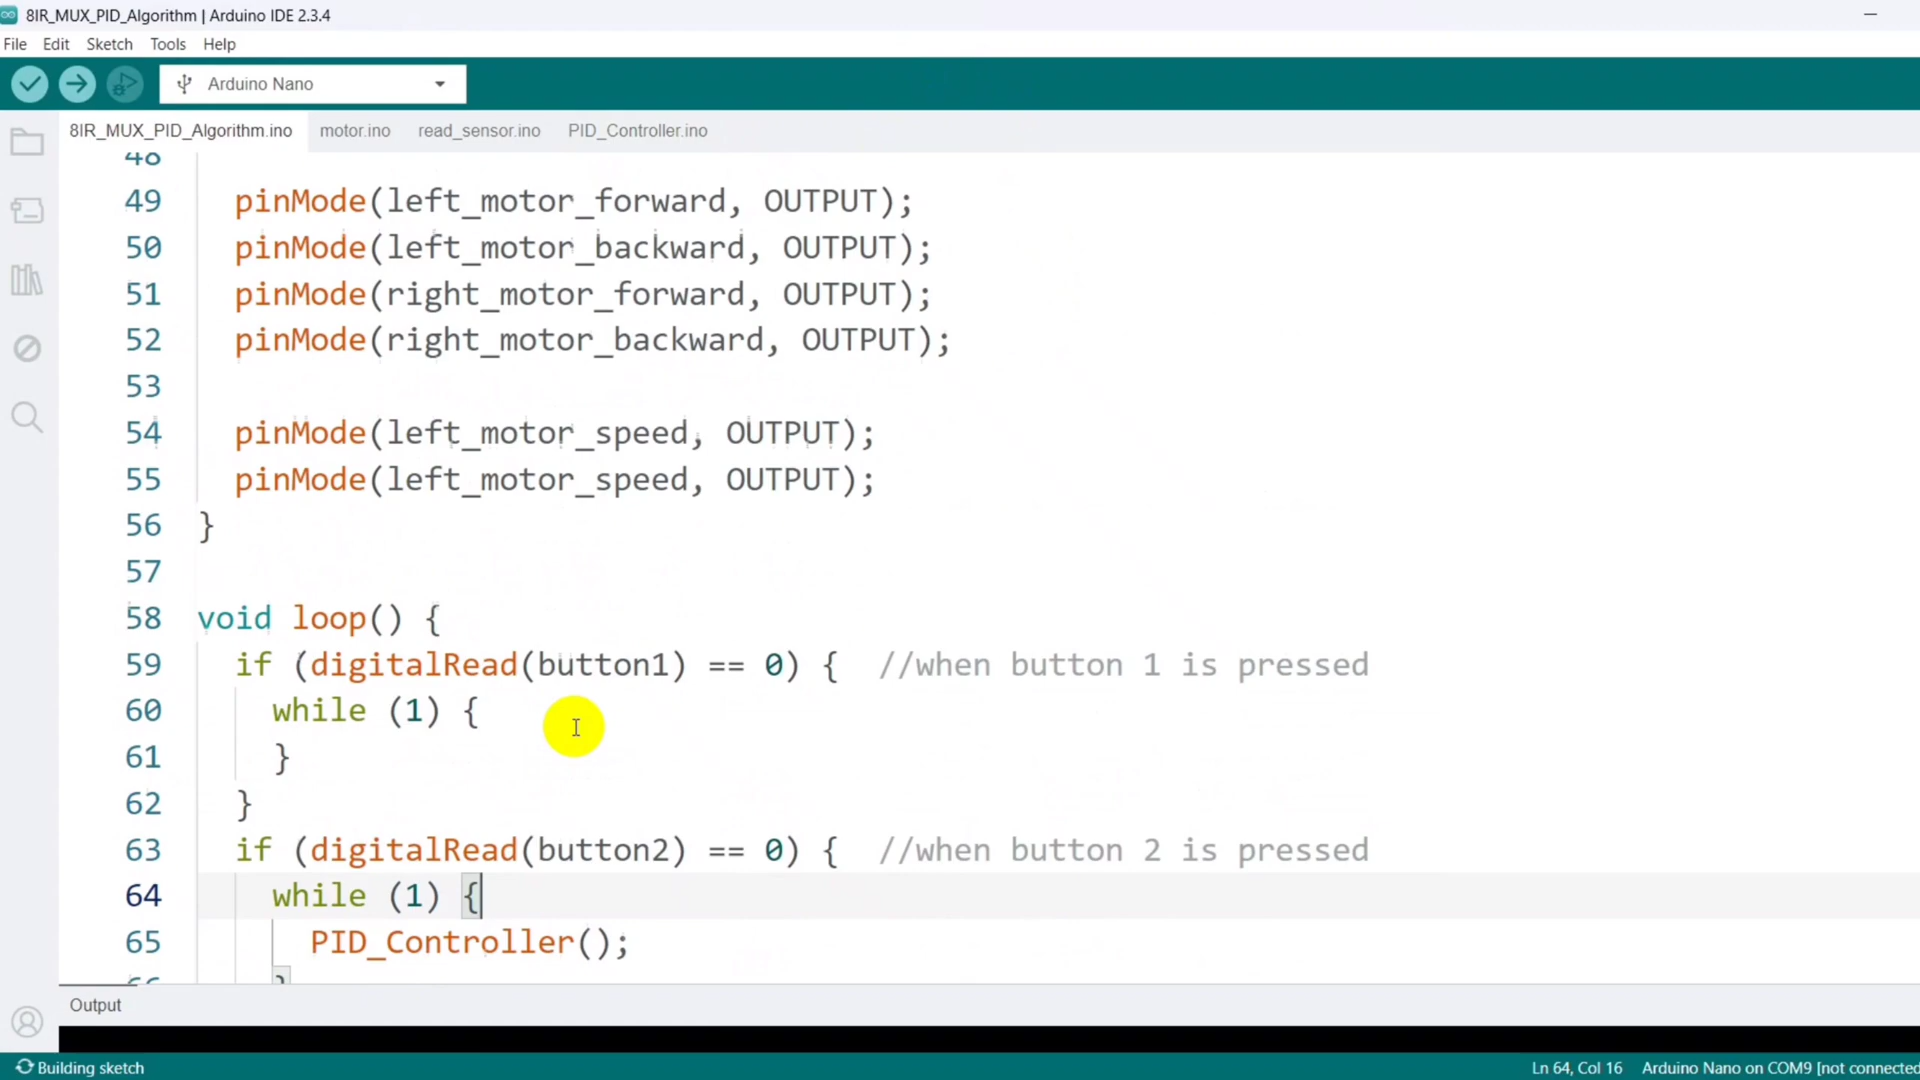 8IR_MUX_PID_Algorithm | Arduino IDE 2.3.4
File Edit Sketch Tools Help
Arduino Nano
8IR_MUX_PID_Algorithm.ino motor.ino read_sensor.ino PID_Controller.ino
48
49 pinMode(left_motor_forward, OUTPUT);
50 pinMode(left_motor_backward, OUTPUT);
51 pinMode(right_motor_forward, OUTPUT);
52 pinMode(right_motor_backward, OUTPUT);
53
54 pinMode(left_motor_speed, OUTPUT);
55 pinMode(left_motor_speed, OUTPUT);
56 }
57
58 void loop() {
59 if (digitalRead(button1) == 0) { //when button 1 is pressed
60 while (1) {
61 }
62 }
63 if (digitalRead(button2) == 0) { //when button 2 is pressed
64 while (1) {
65 PID_Controller();
Output
Building sketch Ln 64, Col 16 Arduino Nano on COM9 [not connected